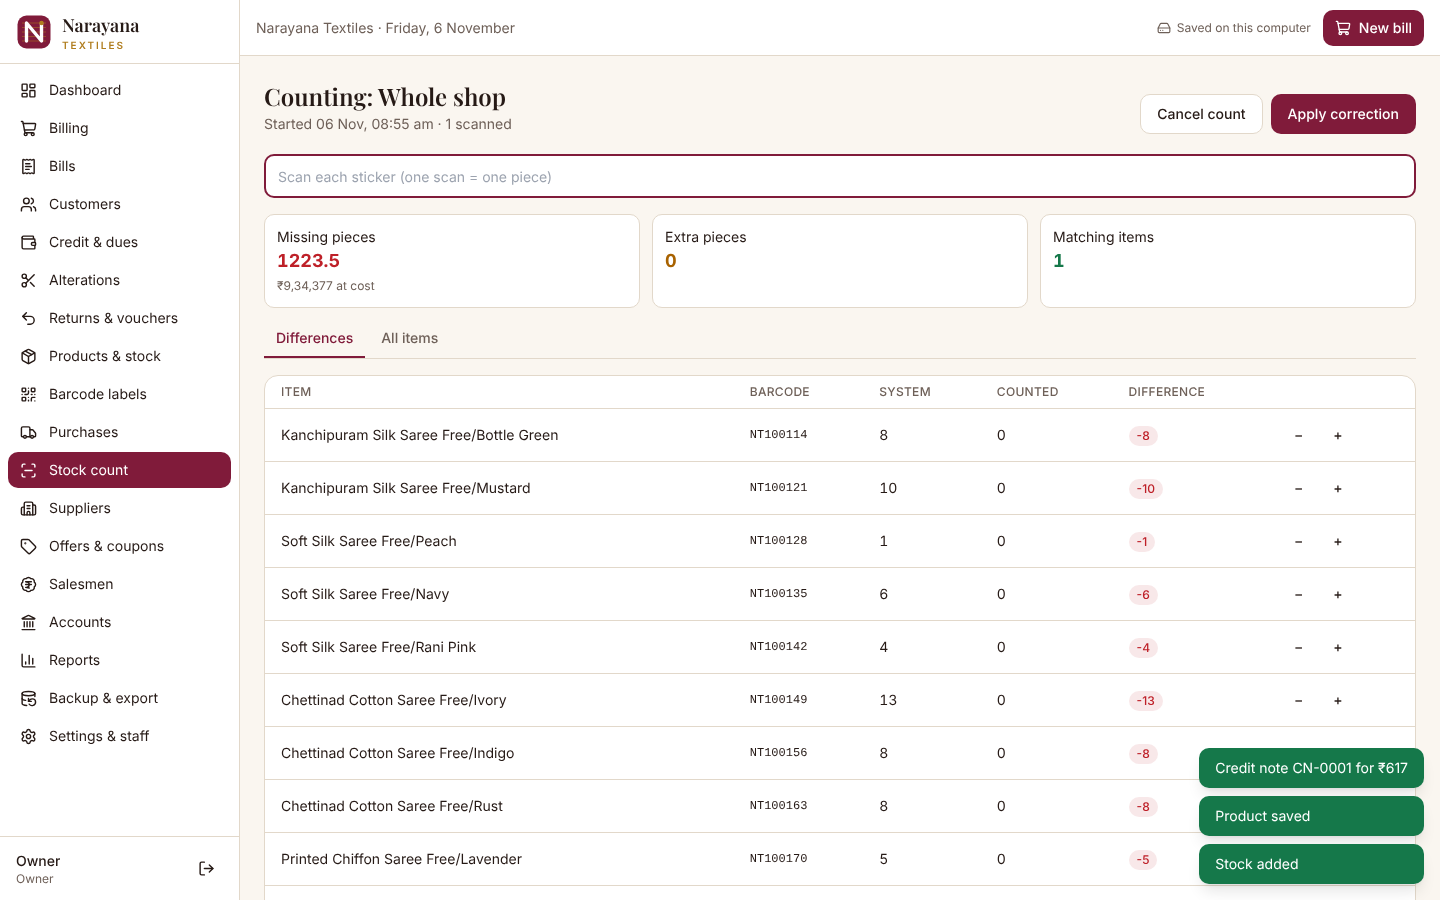 Narayana
TEXTILES
Narayana Textiles · Friday, 6 November
Saved on this computer
New bill
Dashboard
Billing
Bills
Customers
Credit & dues
Alterations
Returns & vouchers
Products & stock
Barcode labels
Purchases
Stock count
Suppliers
Offers & coupons
Salesmen
Accounts
Reports
Backup & export
Settings & staff
Owner
Owner
Counting: Whole shop
Started 06 Nov, 08:55 am · 1 scanned
Cancel count
Apply correction
Scan each sticker (one scan = one piece)
Missing pieces
1223.5
₹9,34,377 at cost
Extra pieces
0
Matching items
1
Differences All items
ITEM BARCODE SYSTEM COUNTED DIFFERENCE
Kanchipuram Silk Saree Free/Bottle Green NT100114 8 0 -8 − +
Kanchipuram Silk Saree Free/Mustard NT100121 10 0 -10 − +
Soft Silk Saree Free/Peach NT100128 1 0 -1 − +
Soft Silk Saree Free/Navy NT100135 6 0 -6 − +
Soft Silk Saree Free/Rani Pink NT100142 4 0 -4 − +
Chettinad Cotton Saree Free/Ivory NT100149 13 0 -13 − +
Chettinad Cotton Saree Free/Indigo NT100156 8 0 -8
Chettinad Cotton Saree Free/Rust NT100163 8 0 -8
Printed Chiffon Saree Free/Lavender NT100170 5 0 -5
Credit note CN-0001 for ₹617
Product saved
Stock added